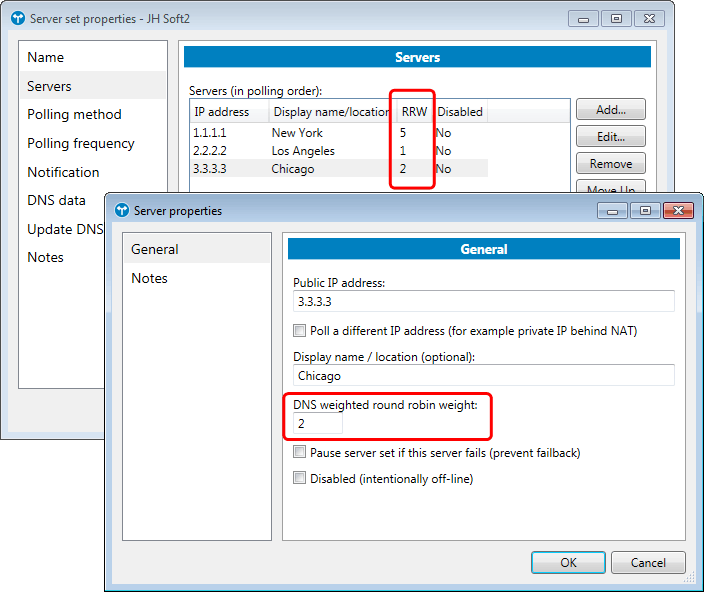 Server set properties - JH Soft2
Name
Servers
Polling method
Polling frequency
Notification
DNS data
Update DNS
Notes
Servers
Servers (in polling order):
IP address Display name/location RRW Disabled
1.1.1.1 New York 5 No
2.2.2.2 Los Angeles 1 No
3.3.3.3 Chicago 2 No
Add...
Edit...
Remove
Move Up
Server properties
General
Notes
General
Public IP address:
3.3.3.3
Poll a different IP address (for example private IP behind NAT)
Display name / location (optional):
Chicago
DNS weighted round robin weight:
2
Pause server set if this server fails (prevent failback)
Disabled (intentionally off-line)
OK
Cancel